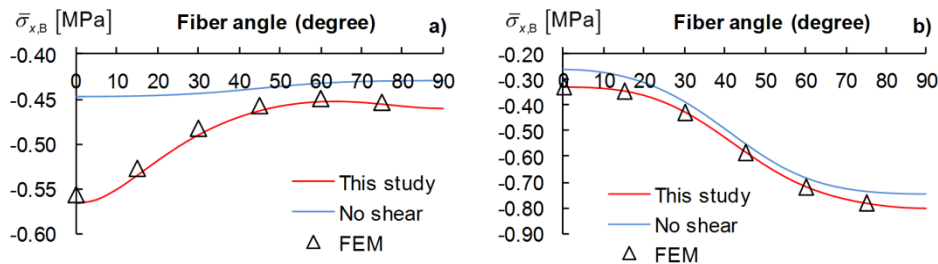 σ̅x,B [MPa] Fiber angle (degree) a)
-0.40
0 10 20 30 40 50 60 70 80 90
-0.45
-0.50
-0.55
-0.60
This study
No shear
FEM
σ̅x,B [MPa] Fiber angle (degree) b)
-0.20
0 10 20 30 40 50 60 70 80 90
-0.30
-0.40
-0.50
-0.60
-0.70
-0.80
-0.90
This study
No shear
FEM